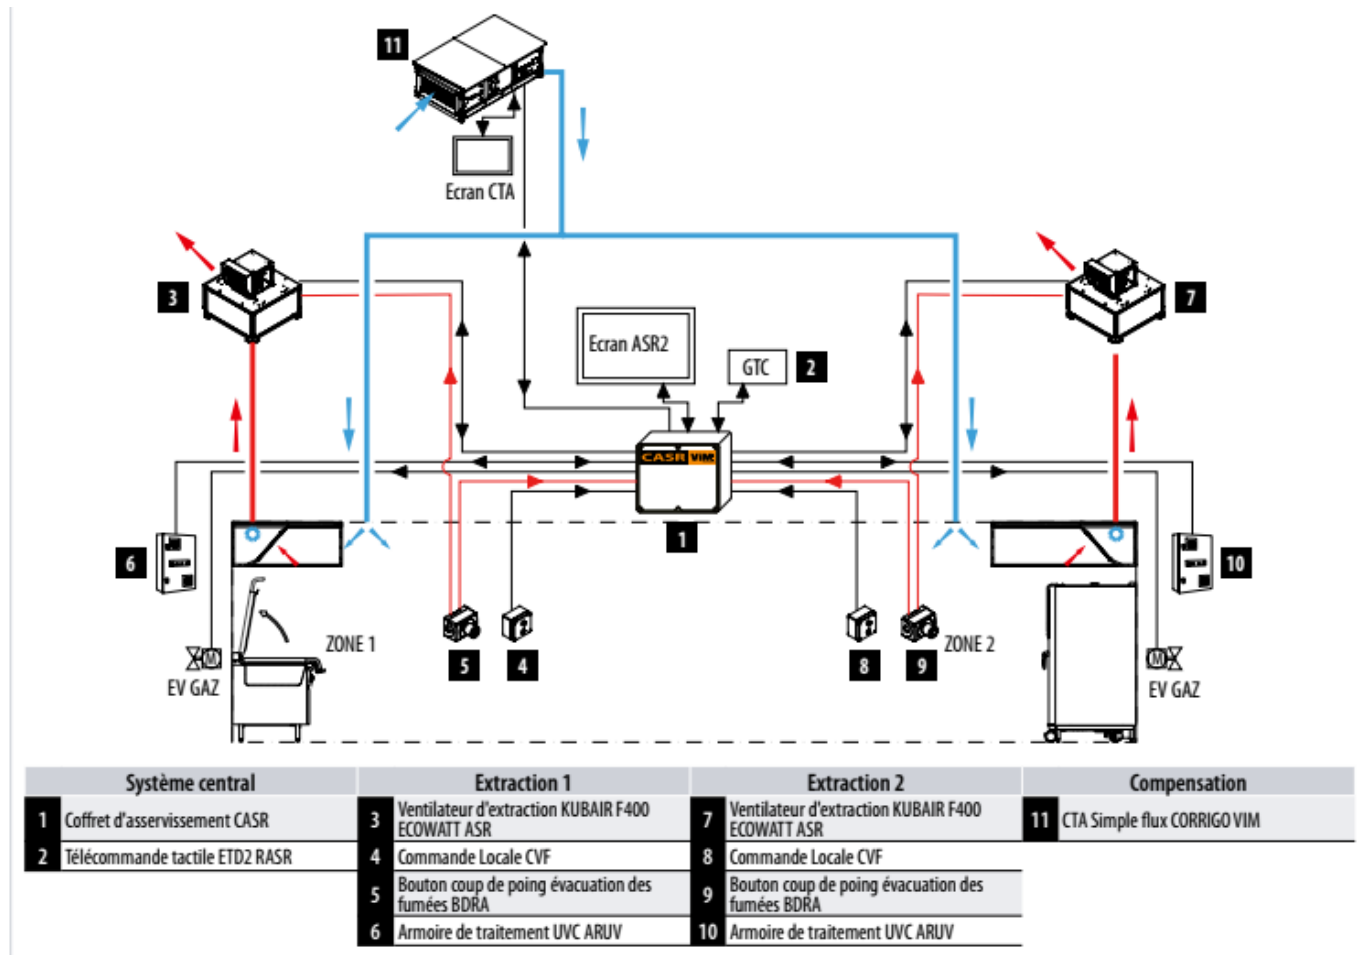 11
Ecran CTA
3
7
Ecran ASR2
GTC
2
CASR VIM
1
6
10
ZONE 1
ZONE 2
5
4
8
9
EV GAZ
EV GAZ
M
M
Système central
Extraction 1
Extraction 2
Compensation
1 Coffret d'asservissement CASR
3 Ventilateur d'extraction KUBAIR F400
ECOWATT ASR
7 Ventilateur d'extraction KUBAIR F400
ECOWATT ASR
11 CTA Simple flux CORRIGO VIM
2 Télécommande tactile ETD2 RASR
4 Commande Locale CVF
8 Commande Locale CVF
5 Bouton coup de poing évacuation des
fumées BDRA
9 Bouton coup de poing évacuation des
fumées BDRA
6 Armoire de traitement UVC ARUV
10 Armoire de traitement UVC ARUV